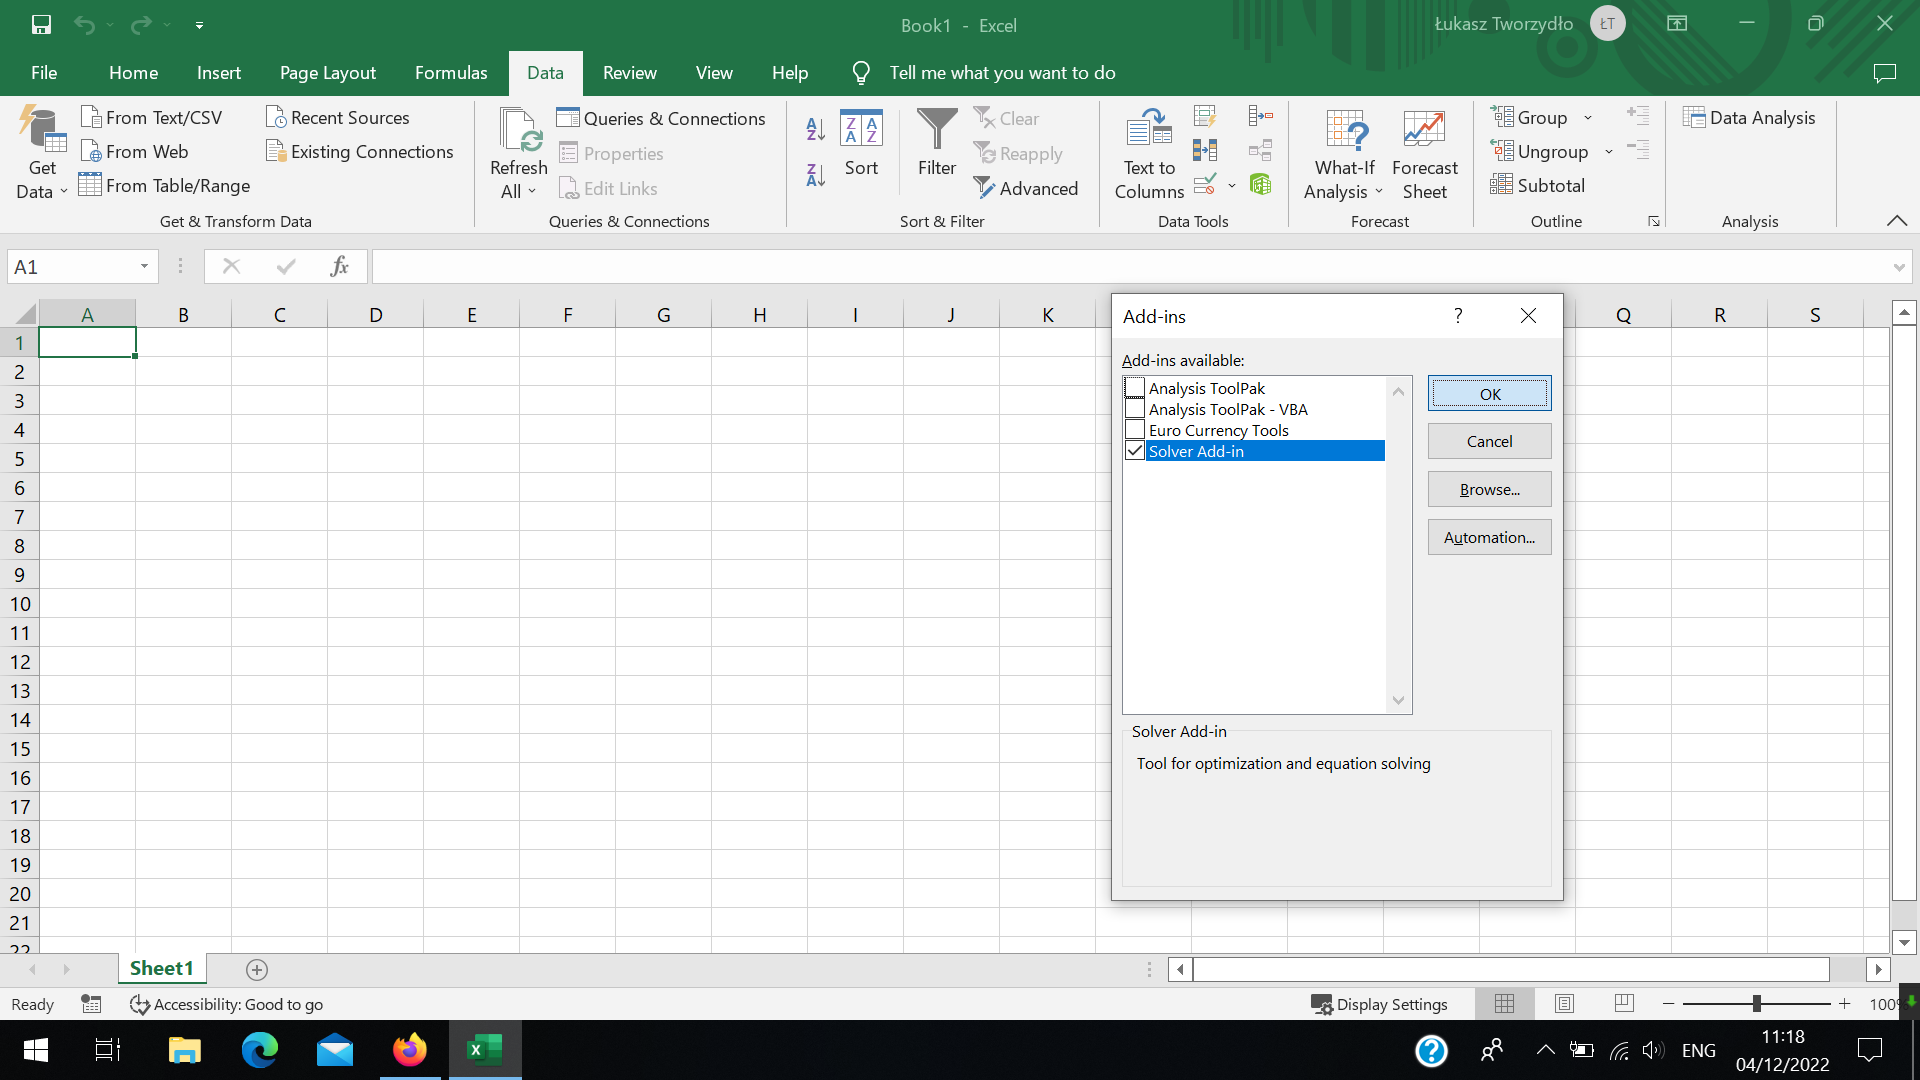 Book1 - Excel
Łukasz Tworzydło ŁT
File Home Insert Page Layout Formulas Data Review View Help Tell me what you want to do
Get Data
From Text/CSV
From Web
From Table/Range
Recent Sources
Existing Connections
Get & Transform Data
Refresh All
Queries & Connections
Properties
Edit Links
Queries & Connections
Sort
Filter
Clear
Reapply
Advanced
Sort & Filter
Text to Columns
Data Tools
What-If Analysis
Forecast Sheet
Forecast
Group
Ungroup
Subtotal
Outline
Data Analysis
Analysis
A1
fx
A B C D E F G H I J K Q R S
1
2
3
4
5
6
7
8
9
10
11
12
13
14
15
16
17
18
19
20
21
22
Add-ins ?
Add-ins available:
Analysis ToolPak
Analysis ToolPak - VBA
Euro Currency Tools
Solver Add-in
OK
Cancel
Browse...
Automation...
Solver Add-in
Tool for optimization and equation solving
Sheet1
Ready
Accessibility: Good to go
Display Settings
100%
ENG
11:18
04/12/2022